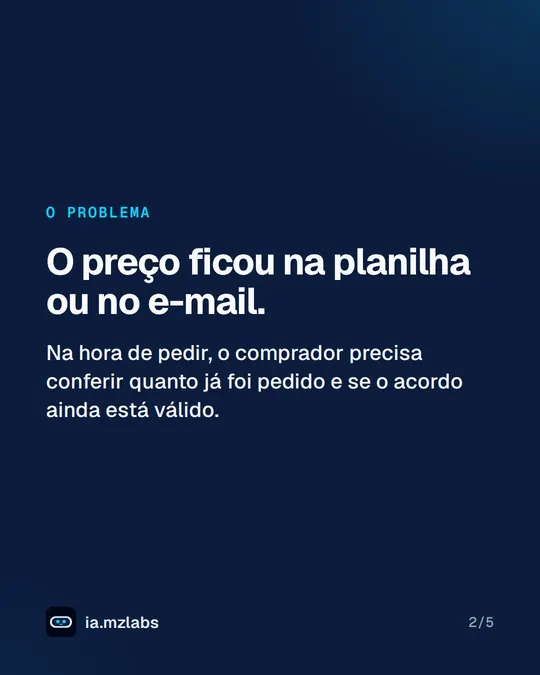 O PROBLEMA
O preço ficou na planilha
ou no e-mail.
Na hora de pedir, o comprador precisa
conferir quanto já foi pedido e se o acordo
ainda está válido.
ia.mzlabs
2/5